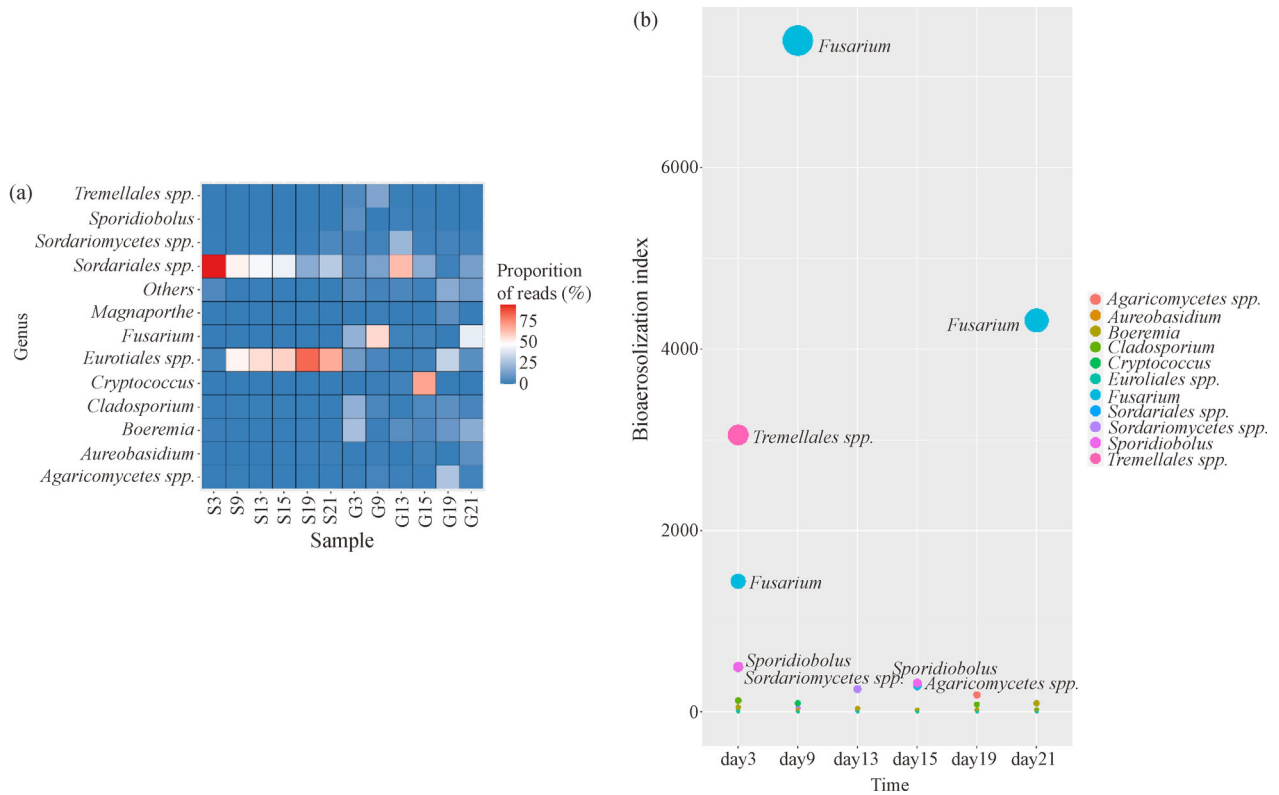 (a)
Genus
Tremellales spp.
Sporidiobolus
Sordariomycetes spp.
Sordariales spp.
Others
Magnaporthe
Fusarium
Eurotiales spp.
Cryptococcus
Cladosporium
Boeremia
Aureobasidium
Agaricomycetes spp.
S3
S9
S13
S15
S19
S21
G3
G9
G13
G15
G19
G21
Sample
Proporition
of reads (%)
75
50
25
0
(b)
Bioaerosolization index
6000
4000
2000
0
Fusarium
Fusarium
Tremellales spp.
Fusarium
Sporidiobolus
Sordariomycetes spp.
Sporidiobolus
Agaricomycetes spp.
day3
day9
day13
day15
day19
day21
Time
Agaricomycetes spp.
Aureobasidium
Boeremia
Cladosporium
Cryptococcus
Euroliales spp.
Fusarium
Sordariales spp.
Sordariomycetes spp.
Sporidiobolus
Tremellales spp.